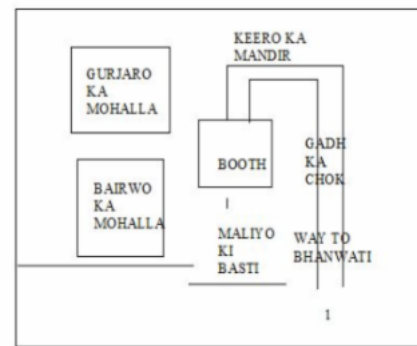 KEERO KA
MANDIR
GURJARO
KA
MOHALLA
BOOTH
GADH
KA
CHOK
BAIRWO
KA
MOHALLA
MALIYO
KI
BASTI
WAY TO
BHANWATI
1